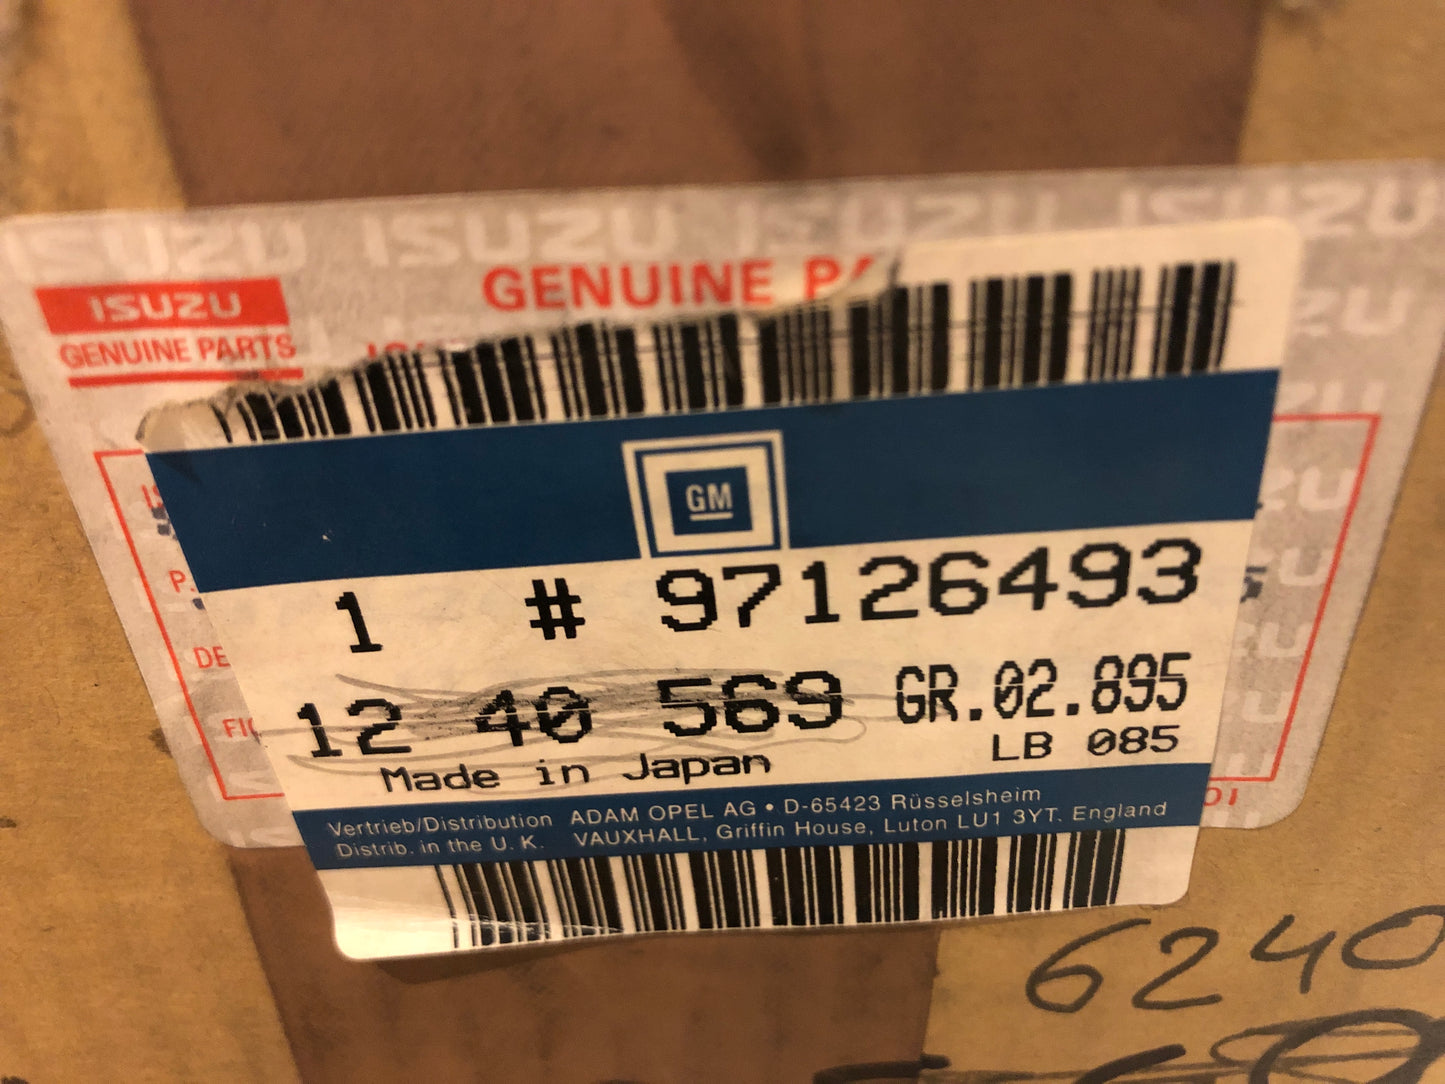 ISUZU ISUZU ISUZU ISUZU
ISUZU
GENUINE PARTS
GENUINE
GM
1 # 97126493
12 40 569 GR.02.895
LB 085
Made in Japan
Vertrieb/Distribution ADAM OPEL AG • D-65423 Rüsselsheim
Distrib. in the U. K. VAUXHALL, Griffin House, Luton LU1 3YT. England
DE
6240